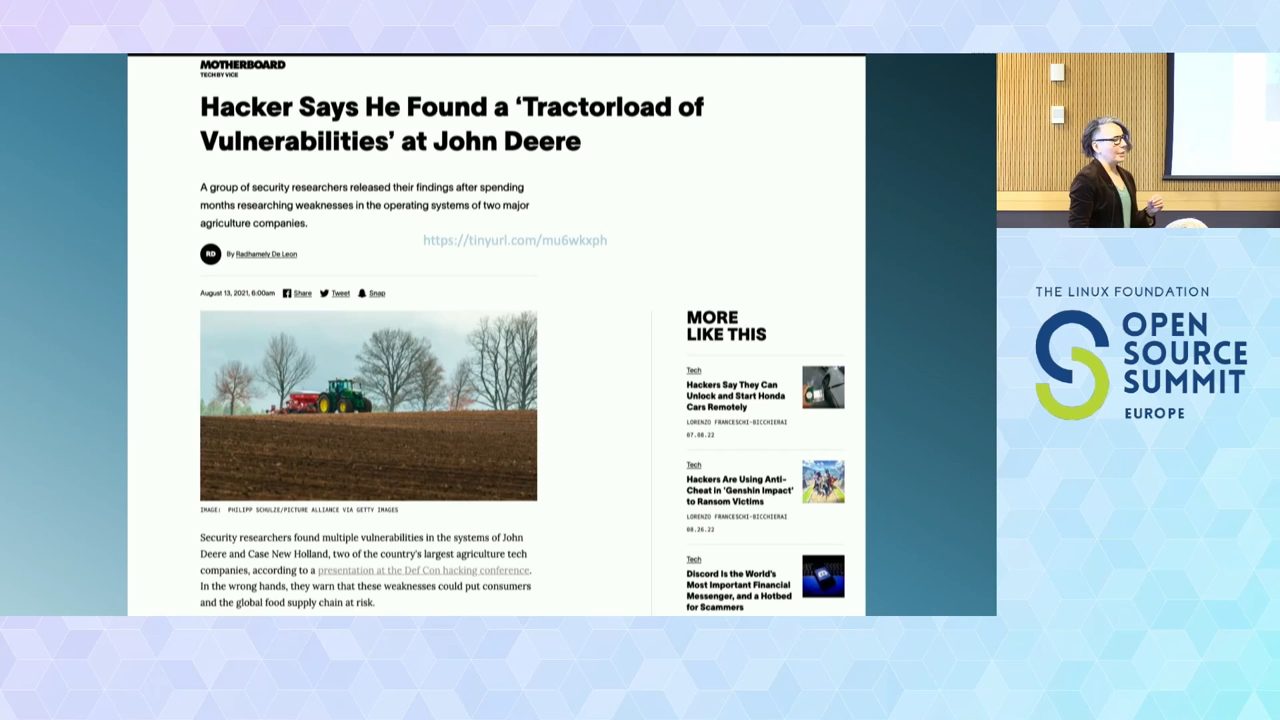 MOTHERBOARD
TECH BY VICE
Hacker Says He Found a ‘Tractorload of
Vulnerabilities’ at John Deere
A group of security researchers released their findings after spending
months researching weaknesses in the operating systems of two major
agriculture companies.
https://tinyurl.com/mu6wkxph
RD
By Radhamely De Leon
August 13, 2021, 6:00am
Share
Tweet
Snap
IMAGE: PHILIPP SCHULZE/PICTURE ALLIANCE VIA GETTY IMAGES
Security researchers found multiple vulnerabilities in the systems of John
Deere and Case New Holland, two of the country's largest agriculture tech
companies, according to a presentation at the Def Con hacking conference.
In the wrong hands, they warn that these weaknesses could put consumers
and the global food supply chain at risk.
MORE
LIKE THIS
Tech
Hackers Say They Can
Unlock and Start Honda
Cars Remotely
LORENZO FRANCESCHI-BICCHIERAI
07.08.22
Tech
Hackers Are Using Anti-
Cheat in ‘Genshin Impact’
to Ransom Victims
LORENZO FRANCESCHI-BICCHIERAI
08.26.22
Tech
Discord Is the World's
Most Important Financial
Messenger, and a Hotbed
for Scammers
THE LINUX FOUNDATION
OPEN
SOURCE
SUMMIT
EUROPE